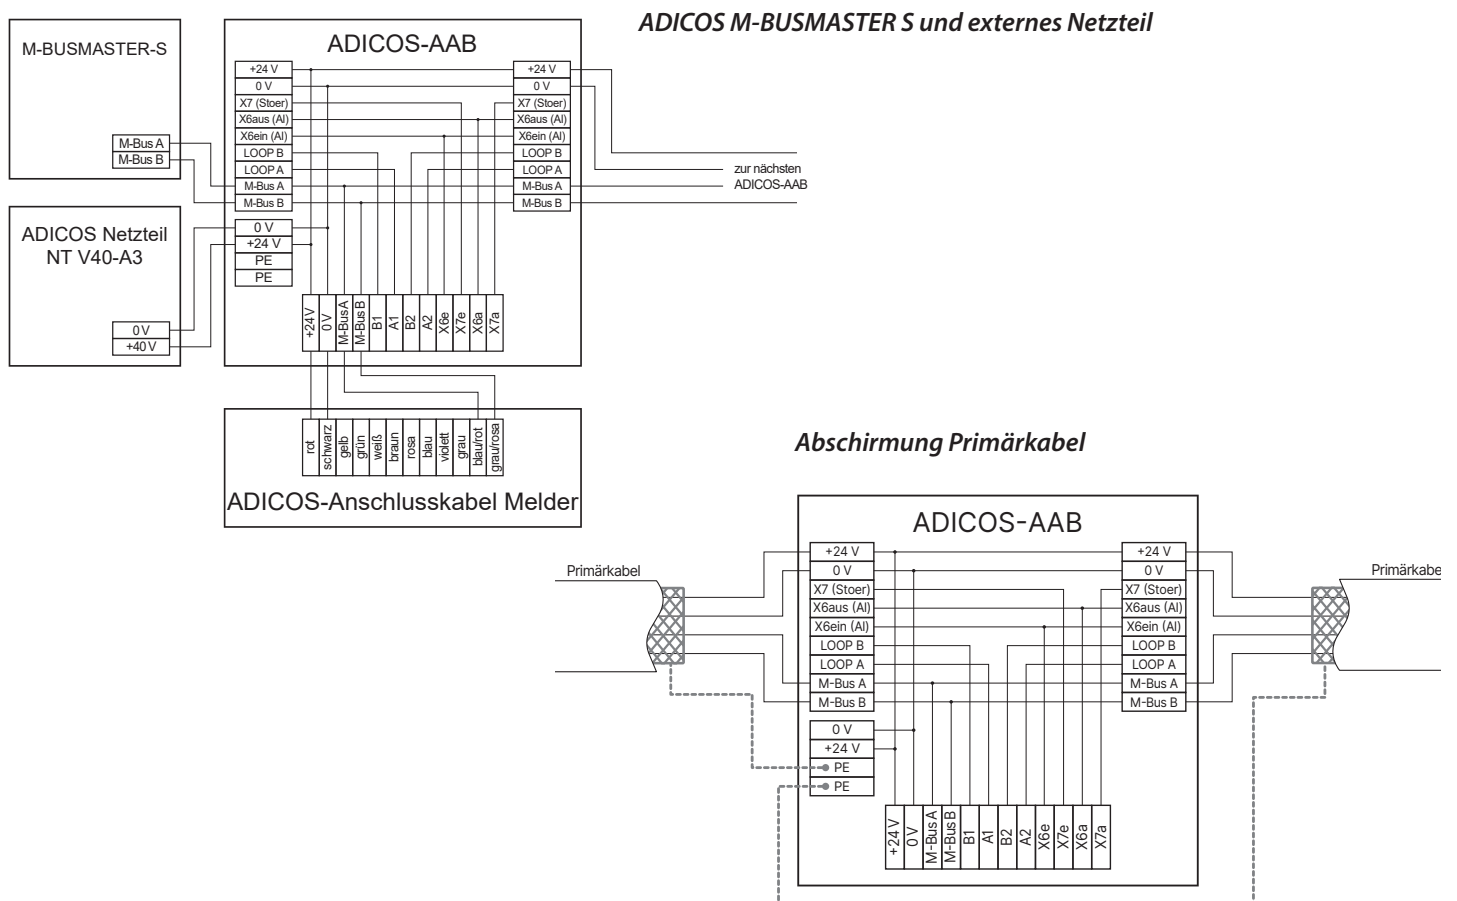 ADICOS M-BUSMASTER S und externes Netzteil
M-BUSMASTER-S
M-Bus A
M-Bus B
ADICOS Netzteil
NT V40-A3
0 V
+40 V
ADICOS-AAB
+24 V
0 V
X7 (Stoer)
X6aus (Al)
X6ein (Al)
LOOP B
LOOP A
M-Bus A
M-Bus B
0 V
+24 V
PE
PE
+24 V
0 V
X7 (Stoer)
X6aus (Al)
X6ein (Al)
LOOP B
LOOP A
M-Bus A
M-Bus B
zur nächsten
ADICOS-AAB
+24 V
0 V
M-Bus A
M-Bus B
B1
A1
B2
A2
X6e
X7e
X6a
X7a
rot
schwarz
gelb
grün
weiß
braun
rosa
blau
violett
grau
blau/rot
grau/rosa
ADICOS-Anschlusskabel Melder
Abschirmung Primärkabel
ADICOS-AAB
Primärkabel
+24 V
0 V
X7 (Stoer)
X6aus (Al)
X6ein (Al)
LOOP B
LOOP A
M-Bus A
M-Bus B
0 V
+24 V
PE
PE
+24 V
0 V
X7 (Stoer)
X6aus (Al)
X6ein (Al)
LOOP B
LOOP A
M-Bus A
M-Bus B
Primärkabe
+24 V
0 V
M-Bus A
M-Bus B
B1
A1
B2
A2
X6e
X7e
X6a
X7a